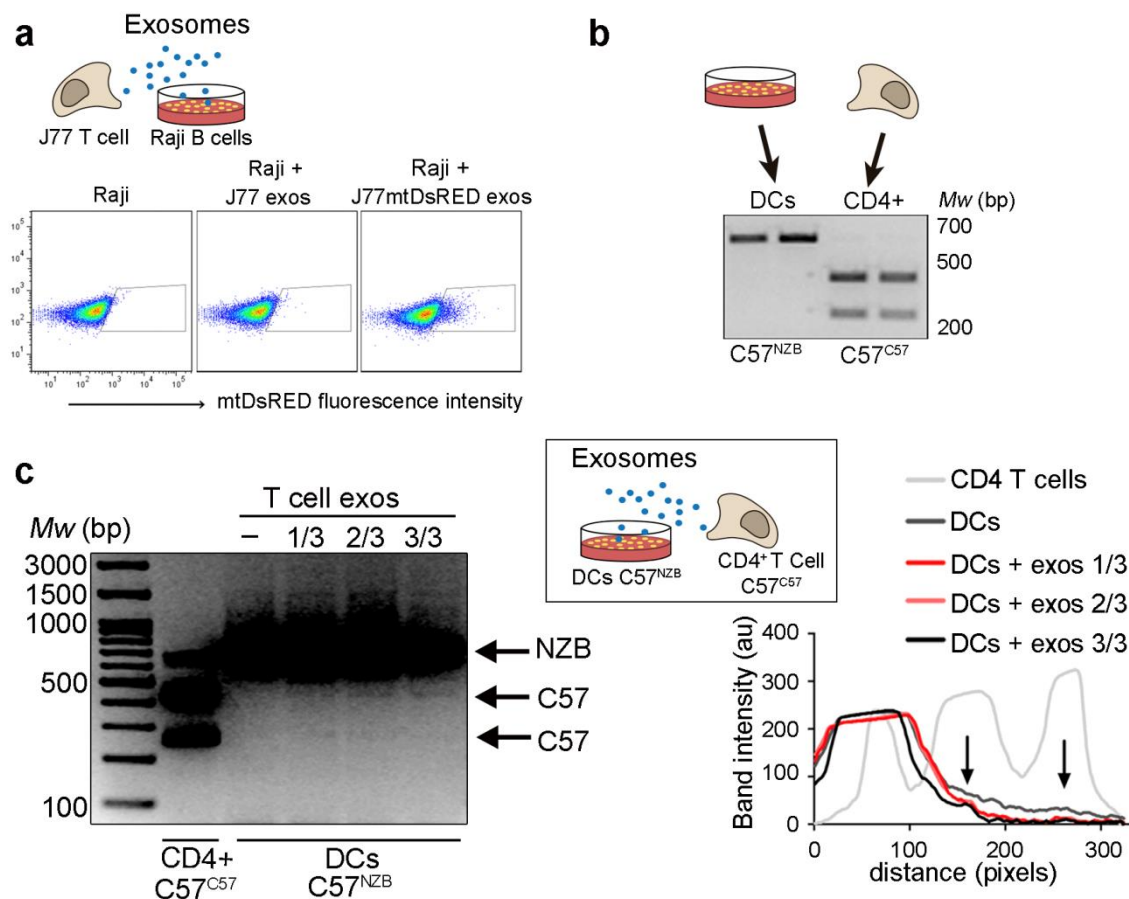 a
Exosomes
J77 T cell
Raji B cells
Raji
Raji +
J77 exos
Raji +
J77mtDsRED exos
10⁵
10⁴
10³
10²
10¹
10¹ 10² 10³ 10⁴ 10⁵
mtDsRED fluorescence intensity
b
DCs
CD4+
Mw (bp)
700
500
200
C57ᴺᶻᴮ
C57ᶜ⁵⁷
c
T cell exos
Mw (bp)
– 1/3 2/3 3/3
3000
1500
1000
500
100
NZB
C57
C57
CD4+
C57ᶜ⁵⁷
DCs
C57ᴺᶻᴮ
Exosomes
DCs C57ᴺᶻᴮ
CD4⁺ T Cell
C57ᶜ⁵⁷
CD4 T cells
DCs
DCs + exos 1/3
DCs + exos 2/3
DCs + exos 3/3
Band intensity (au)
400
300
200
100
0
0 100 200 300
distance (pixels)